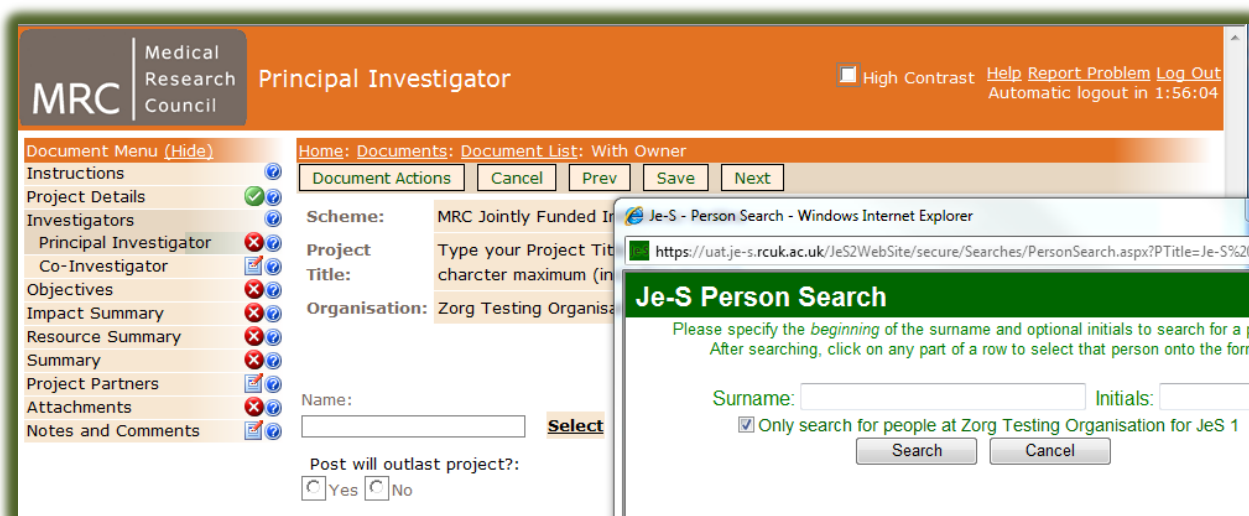 MRC
Medical
Research
Council
Principal Investigator
High Contrast Help Report Problem Log Out
Automatic logout in 1:56:04
Document Menu (Hide)
Instructions
Project Details
Investigators
Principal Investigator
Co-Investigator
Objectives
Impact Summary
Resource Summary
Summary
Project Partners
Attachments
Notes and Comments
Home: Documents: Document List: With Owner
Document Actions Cancel Prev Save Next
Scheme: MRC Jointly Funded
Project Title: Type your Project
charcter maximum
Organisation: Zorg Testing
Name:
Select
Post will outlast project?:
Yes No
Je-S - Person Search - Windows Internet Explorer
https://uat.je-s.rcuk.ac.uk/JeS2WebSite/secure/Searches/PersonSearch.aspx?PTitle=Je-S%20
Je-S Person Search
Please specify the beginning of the surname and optional initials to search for a
After searching, click on any part of a row to select that person onto the
Surname: Initials:
Only search for people at Zorg Testing Organisation for JeS 1
Search Cancel